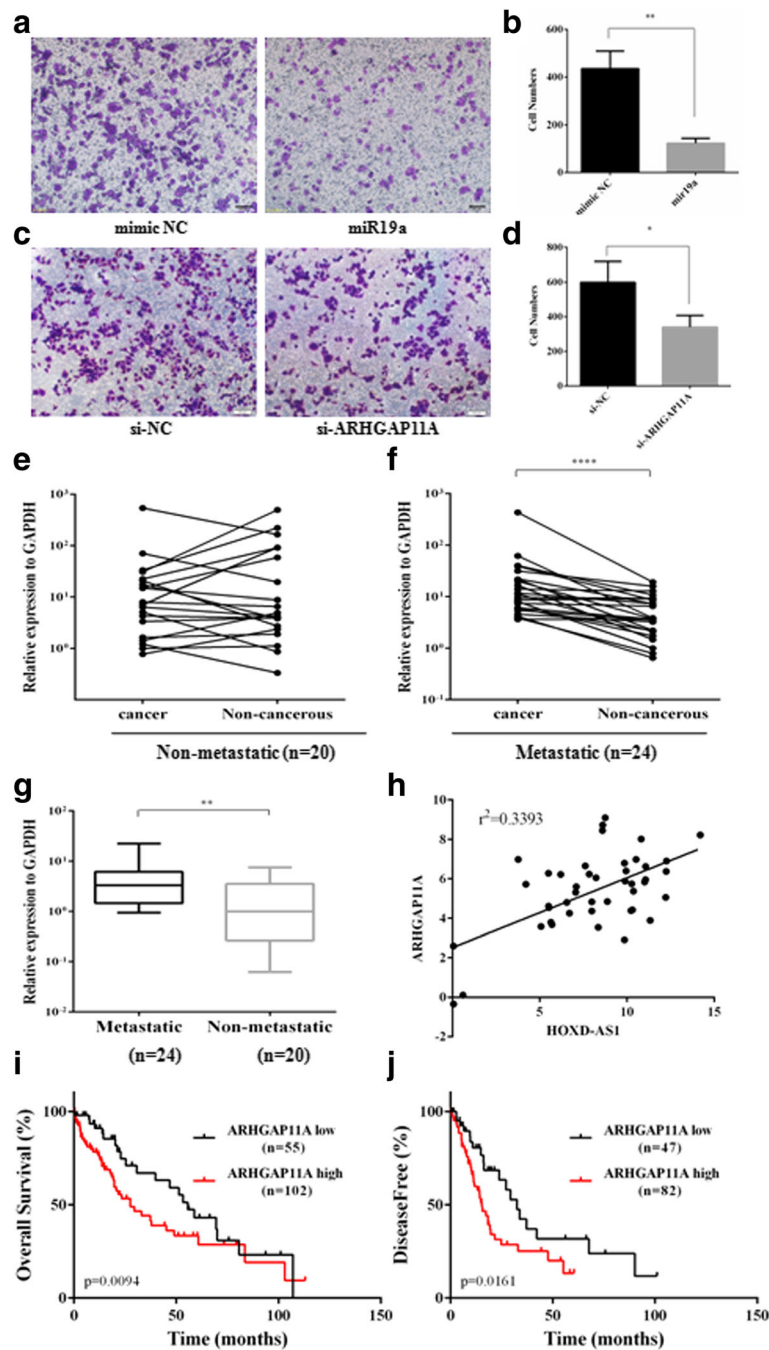 a
b
mimic NC
miR19a
Cell Numbers
600
400
200
0
**
mimic NC
mir19a
c
d
si-NC
si-ARHGAP11A
Cell Numbers
800
600
400
200
0
*
si-NC
si-ARHGAP11A
e
f
Relative expression to GAPDH
10³
10²
10¹
10⁰
cancer
Non-cancerous
Non-metastatic (n=20)
Relative expression to GAPDH
10³
10²
10¹
10⁰
10⁻¹
****
cancer
Non-cancerous
Metastatic (n=24)
g
h
Relative expression to GAPDH
10²
10¹
10⁰
10⁻¹
10⁻²
**
Metastatic
Non-metastatic
(n=24)
(n=20)
ARHGAP11A
10
8
6
4
2
0
-2
r²=0.3393
5
10
15
HOXD-AS1
i
j
Overall Survival (%)
100
50
0
ARHGAP11A low
(n=55)
ARHGAP11A high
(n=102)
p=0.0094
0
50
100
150
Time (months)
DiseaseFree (%)
100
50
0
ARHGAP11A low
(n=47)
ARHGAP11A high
(n=82)
p=0.0161
0
50
100
150
Time (months)